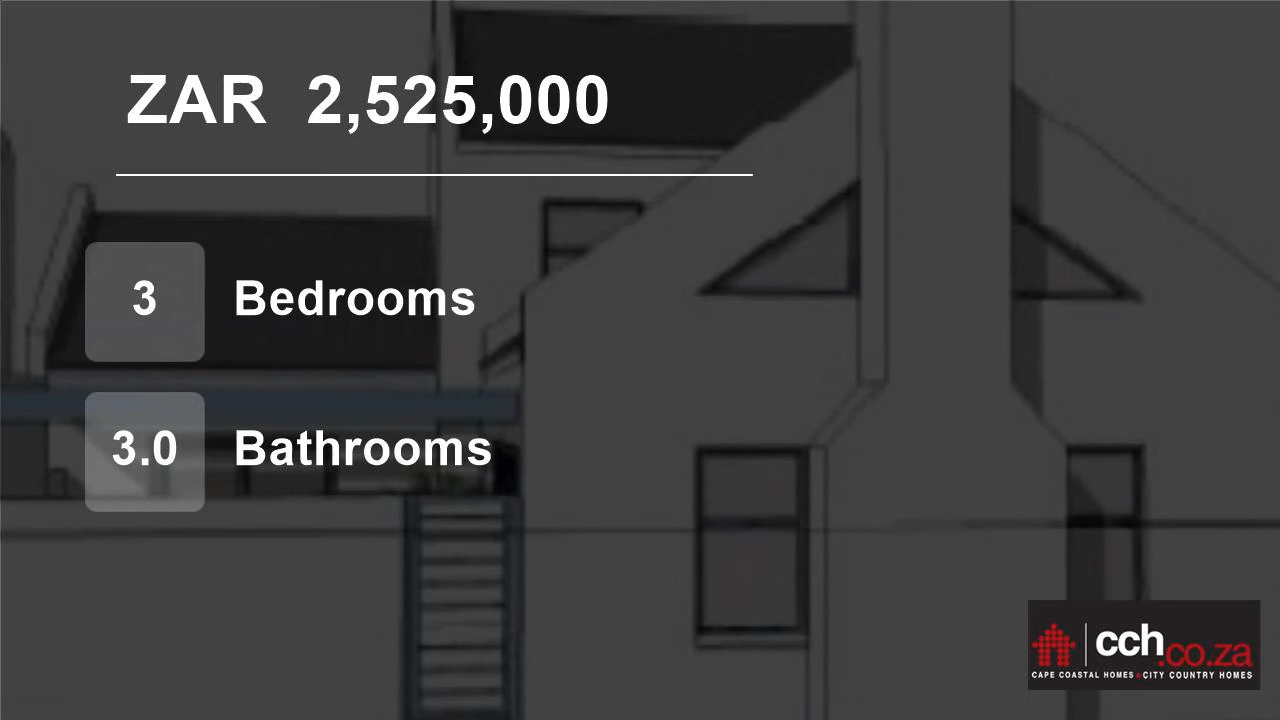 ZAR 2,525,000
3 Bedrooms
3.0 Bathrooms
cch.co.za
CAPE COASTAL HOMES CITY COUNTRY HOMES